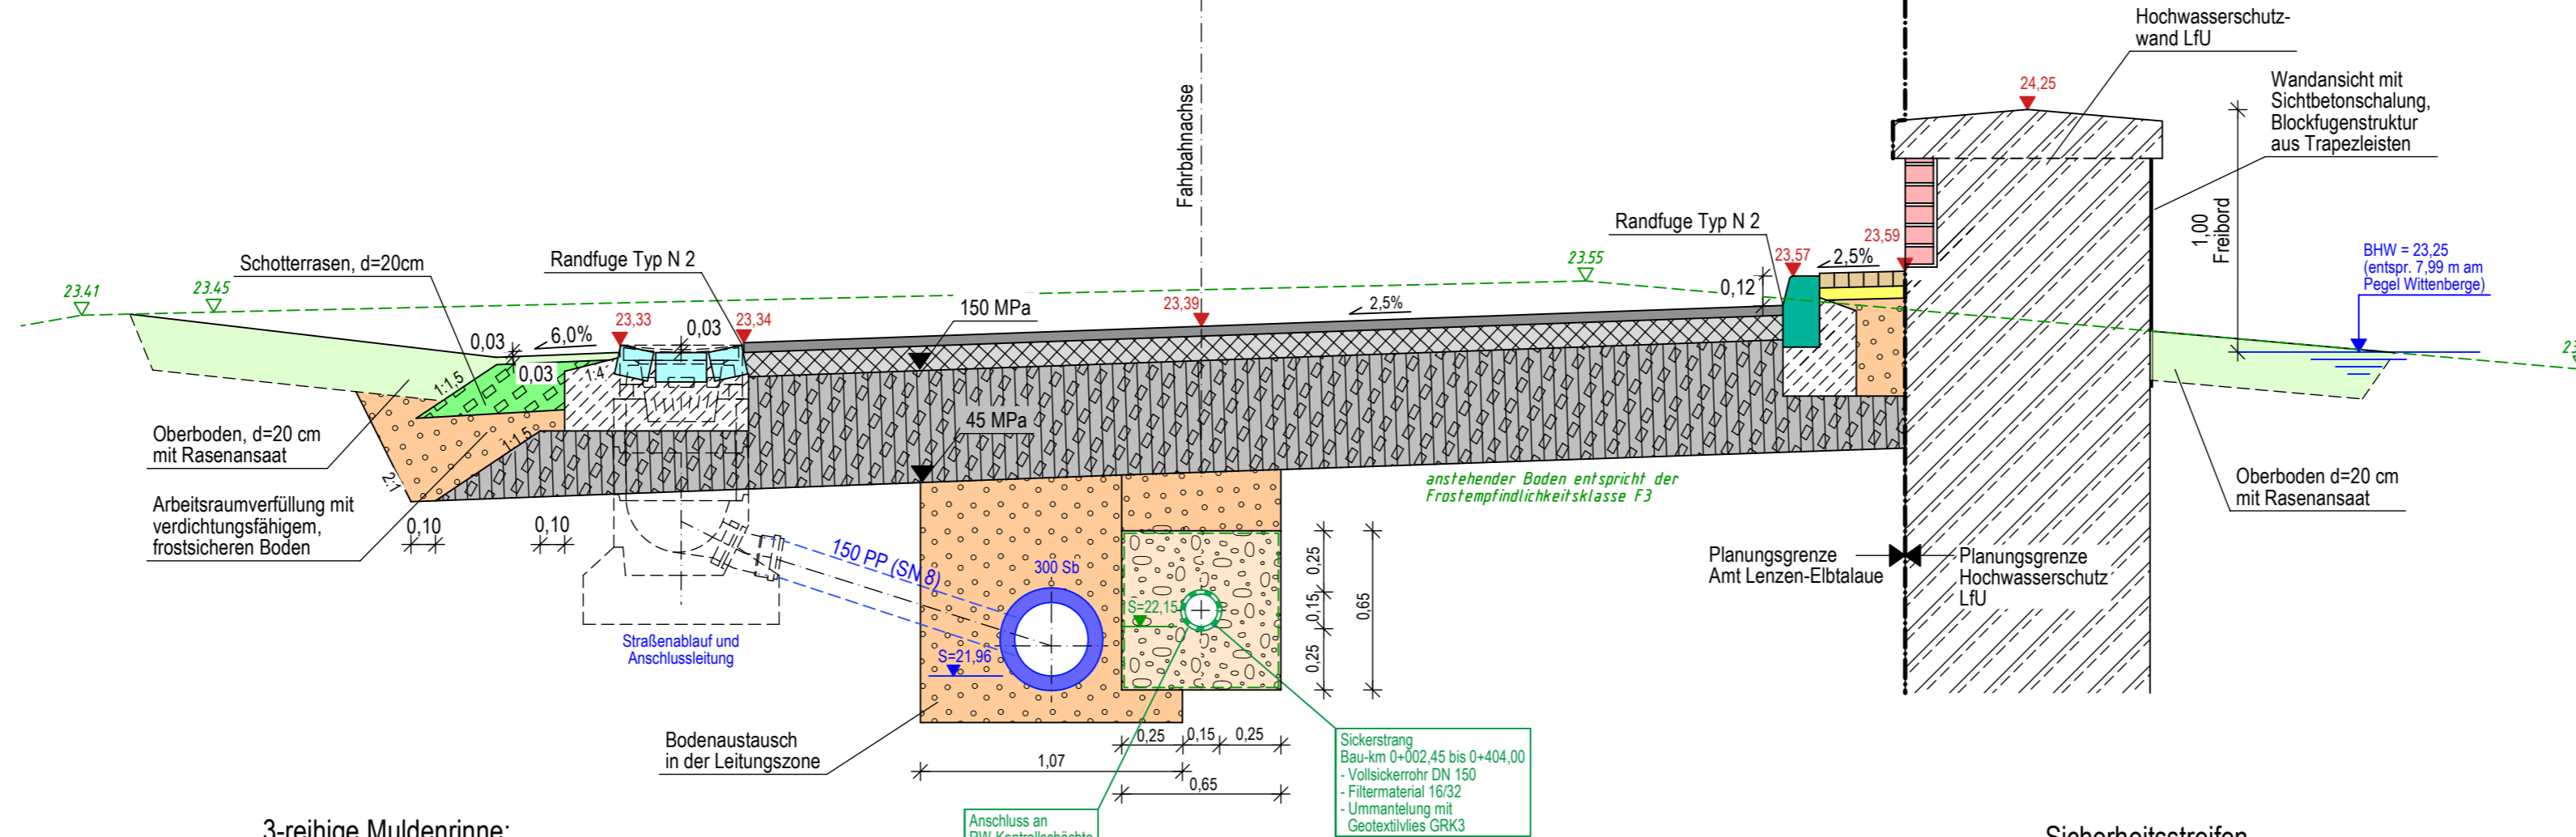 Hochwasserschutz-
wand LfU
Wandansicht mit
Sichtbetonschalung,
Blockfugenstruktur
aus Trapezleisten
24,25
Fahrbahnachse
1,00
Freibord
BHW = 23,25
(entspr. 7,99 m am
Pegel Wittenberge)
Randfuge Typ N 2
23,59
23,57
2,5%
0,12
23.55
Schotterrasen, d=20cm
Randfuge Typ N 2
23.41
23.45
150 MPa
23,39
2,5%
0,03
6,0%
23,33
0,03
23,34
0,03
1:4
1:1,5
45 MPa
Oberboden, d=20 cm
mit Rasenansaat
1:1,5
2:1
Arbeitsraumverfüllung mit
verdichtungsfähigem,
frostsicheren Boden
0,10
0,10
anstehender Boden entspricht der
Frostempfindlichkeitsklasse F3
Oberboden d=20 cm
mit Rasenansaat
150 PP (SN 8)
300 Sb
S=22,15
S=21,96
0,25
0,15
0,25
0,65
Planungsgrenze
Amt Lenzen-Elbtalaue
Planungsgrenze
Hochwasserschutz
LfU
Straßenablauf und
Anschlussleitung
Bodenaustausch
in der Leitungszone
0,25
0,15
0,25
1,07
0,65
Sickerstrang
Bau-km 0+002,45 bis 0+404,00
- Vollsickerrohr DN 150
- Filtermaterial 16/32
- Ummantelung mit
Geotextilvlies GRK3
Anschluss an
RW-Kontrollschächte
3-reihige Muldenrinne:
Sicherheitsstreifen